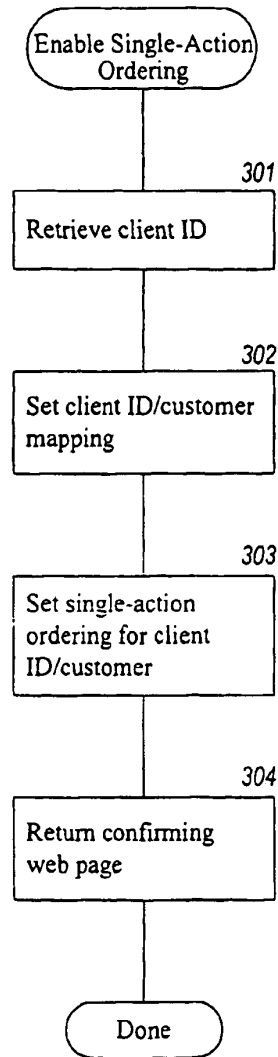 Enable Single-Action
Ordering
301
Retrieve client ID
302
Set client ID/customer
mapping
303
Set single-action
ordering for client
ID/customer
304
Return confirming
web page
Done